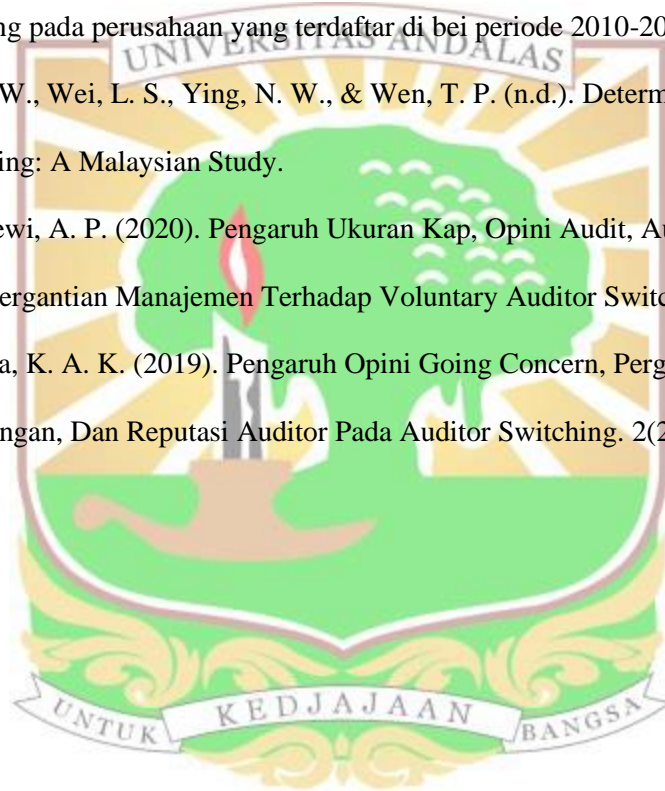 ng pada perusahaan yang terdaftar di bei periode 2010-20
UNIVERSITAS ANDALAS
W., Wei, L. S., Ying, N. W., & Wen, T. P. (n.d.). Determ
ing: A Malaysian Study.
ewi, A. P. (2020). Pengaruh Ukuran Kap, Opini Audit, Au
ergantian Manajemen Terhadap Voluntary Auditor Switc
a, K. A. K. (2019). Pengaruh Opini Going Concern, Perg
ngan, Dan Reputasi Auditor Pada Auditor Switching. 2(2
UNTUK KEDJAJAAN BANGSA